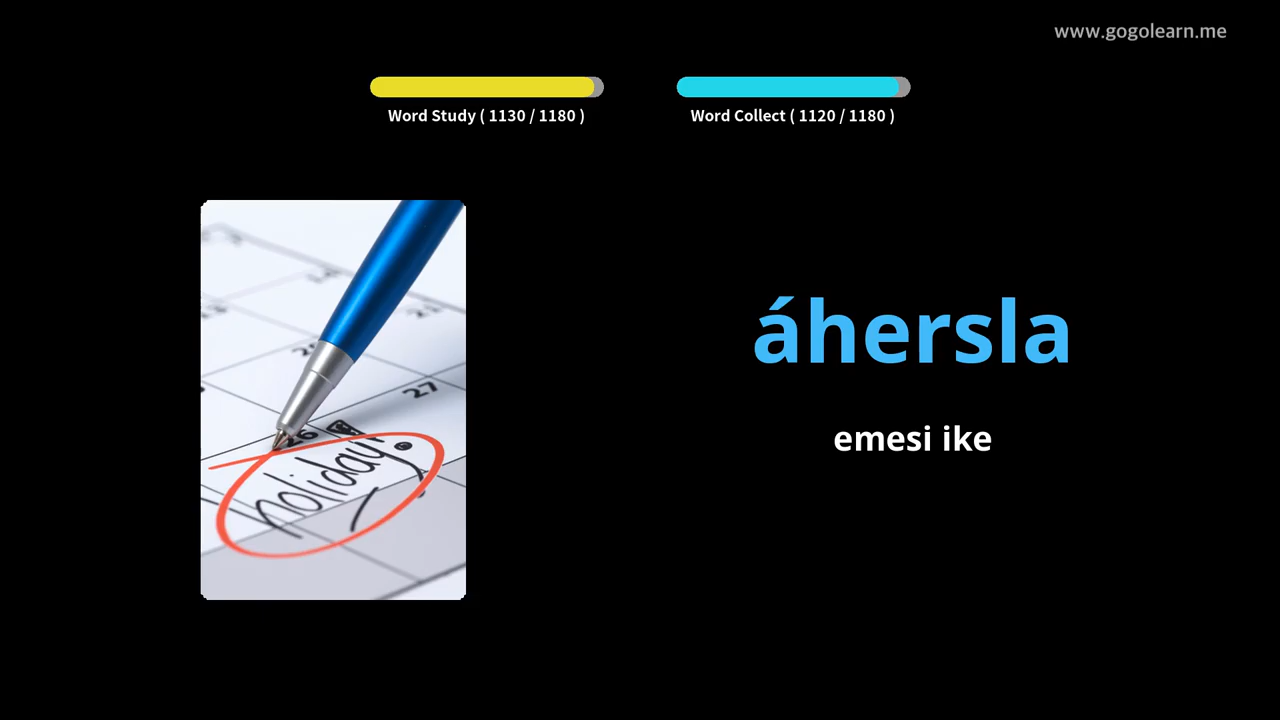 www.gogolearn.me
Word Study ( 1130 / 1180 )
Word Collect ( 1120 / 1180 )
áhersla
emesi ike
27
26
holiday!